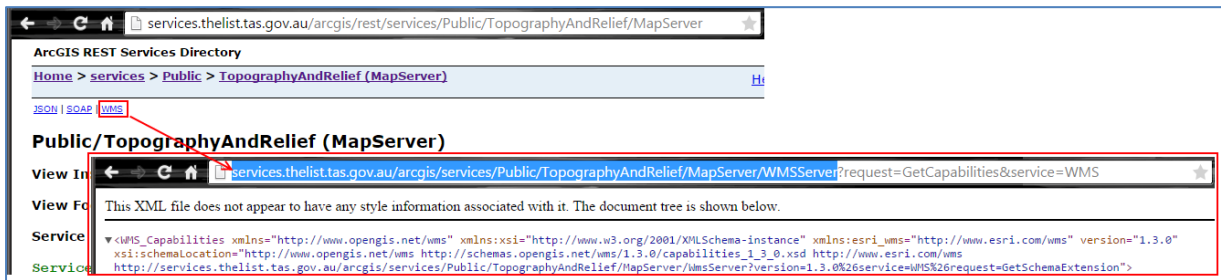 services.thelist.tas.gov.au/arcgis/rest/services/Public/TopographyAndRelief/MapServer
ArcGIS REST Services Directory
Home > services > Public > TopographyAndRelief (MapServer)
JSON | SOAP | WMS
Public/TopographyAndRelief (MapServer)
View In
services.thelist.tas.gov.au/arcgis/services/Public/TopographyAndRelief/MapServer/WMSServer?request=GetCapabilities&service=WMS
View Fo
This XML file does not appear to have any style information associated with it. The document tree is shown below.
Service
▼<WMS_Capabilities xmlns="http://www.opengis.net/wms" xmlns:xsi="http://www.w3.org/2001/XMLSchema-instance" xmlns:esri_wms="http://www.esri.com/wms" version="1.3.0"
xsi:schemaLocation="http://www.opengis.net/wms http://schemas.opengis.net/wms/1.3.0/capabilities_1_3_0.xsd http://www.esri.com/wms
Service
http://services.thelist.tas.gov.au/arcgis/services/Public/TopographyAndRelief/MapServer/WmsServer?version=1.3.0%26service=WMS%26request=GetSchemaExtension">